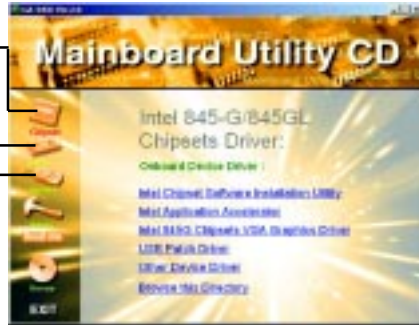 Mainboard Utility CD
Chipsets
Intel 845-G/845GL
Chipsets Driver:
Onboard Device Driver :
Intel Chipset Software Installation Utility
Intel Application Accelerator
Intel 845G Chipsets VGA Graphics Driver
USB Patch Driver
Other Device Driver
Browse this Directory
EXIT